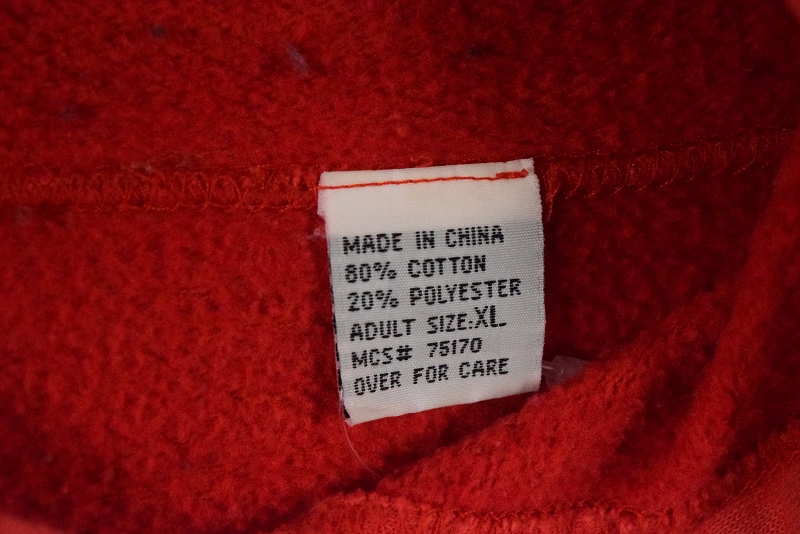 MADE IN CHINA
80% COTTON
20% POLYESTER
ADULT SIZE:XL
MCS# 75170
OVER FOR CARE